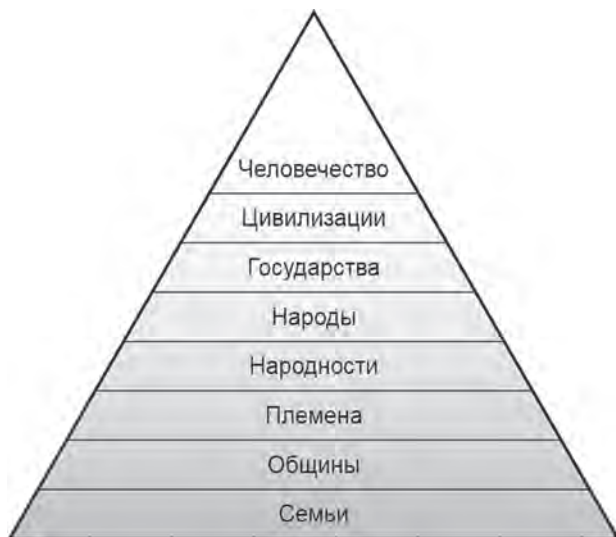 Человечество
Цивилизации
Государства
Народы
Народности
Племена
Общины
Семьи